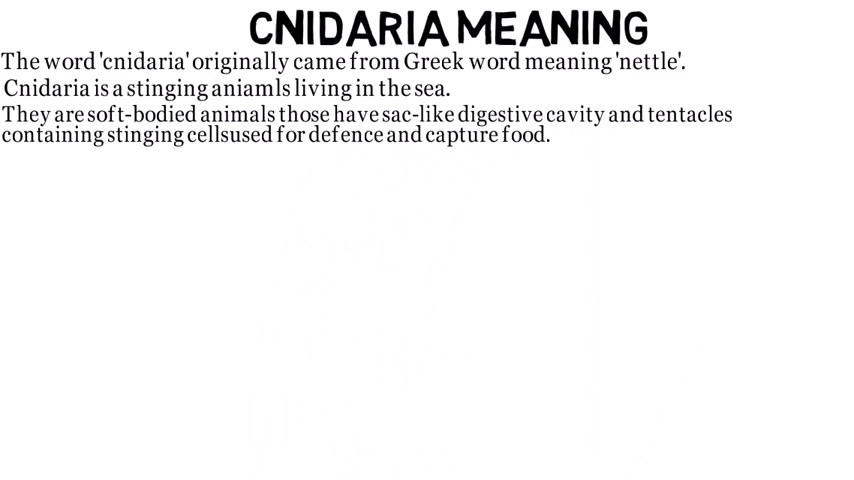 CNIDARIA MEANING
The word 'cnidaria' originally came from Greek word meaning 'nettle'.
Cnidaria is a stinging aniamls living in the sea.
They are soft-bodied animals those have sac-like digestive cavity and tentacles
containing stinging cellsused for defence and capture food.